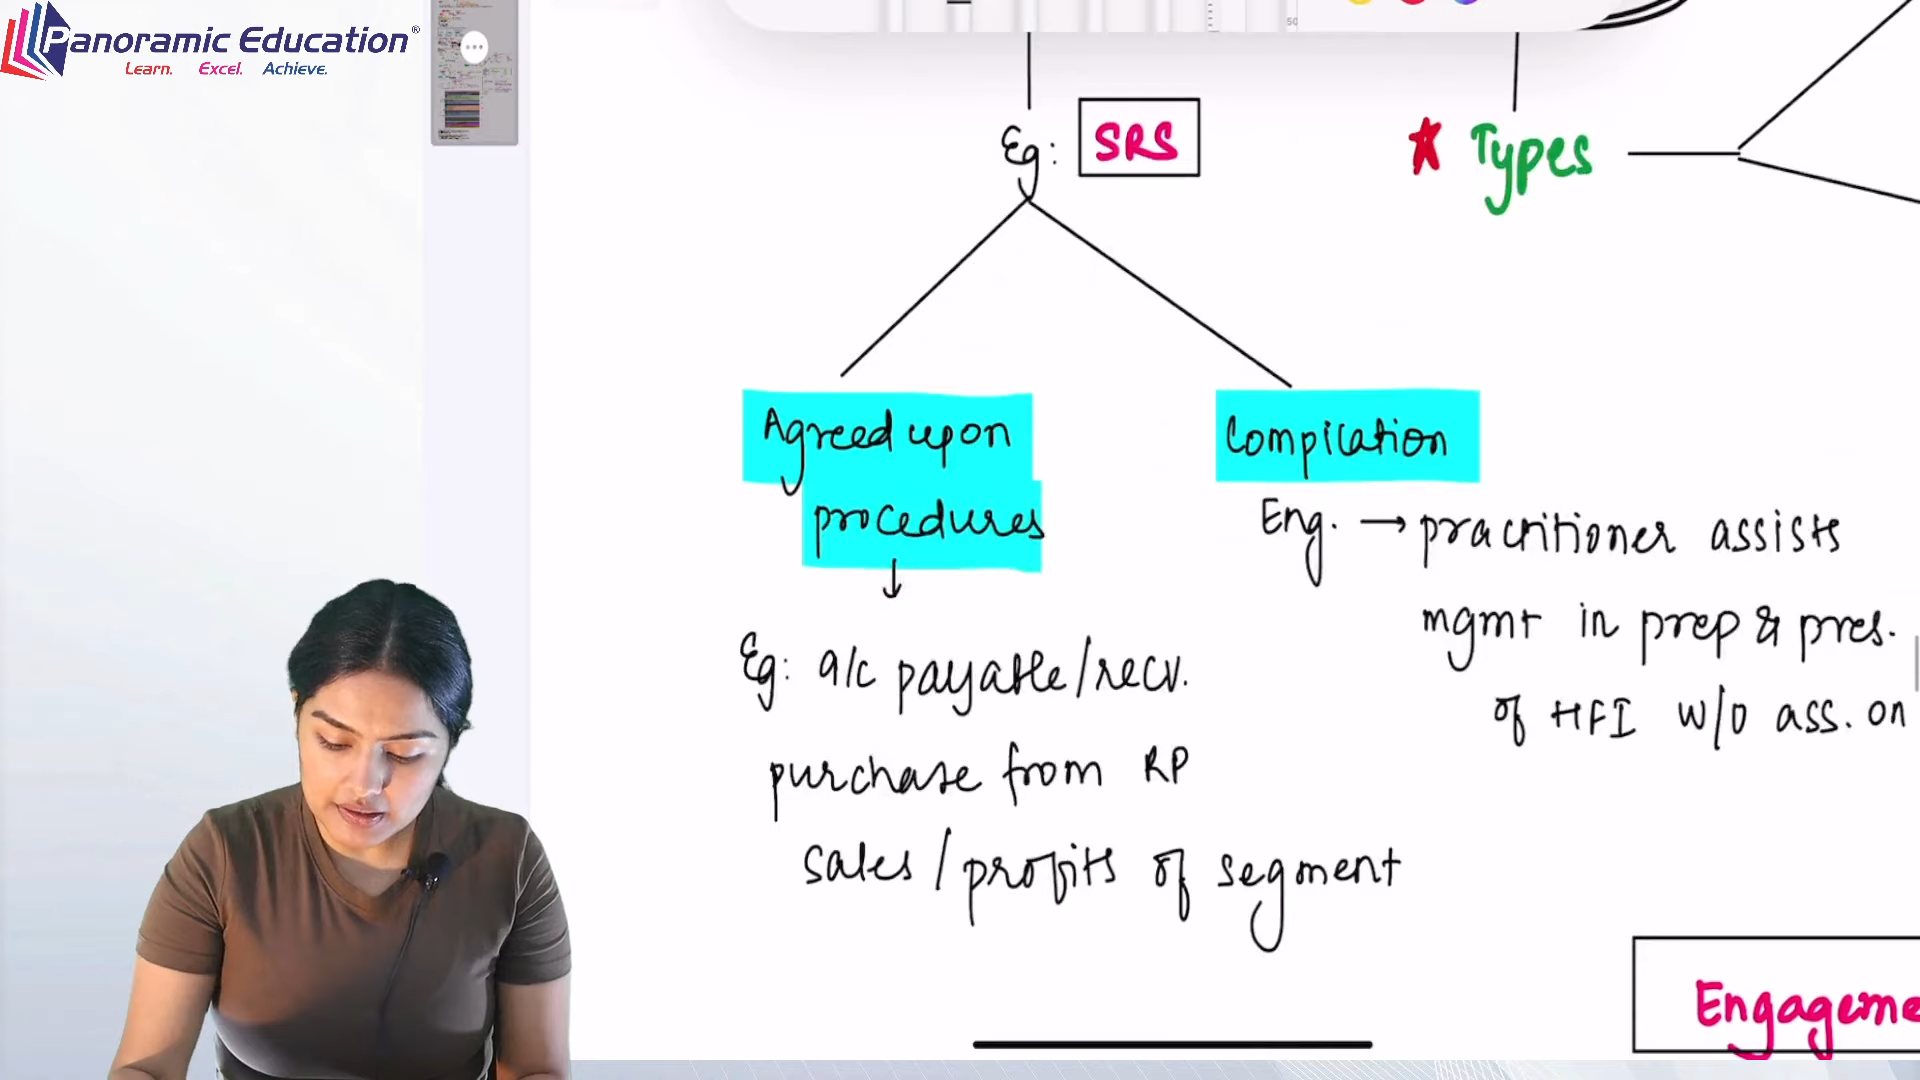 Panoramic Education®
Learn. Excel. Achieve.
50
Eg: SRS
★ Types
Agreed upon
procedures
↓
Eg: a/c payable/recv.
purchase from RP
sales/profits of segment
Compilation
Eng. → practitioner assists
mgmt in prep & pres.
of HFI w/o ass. on
Engageme